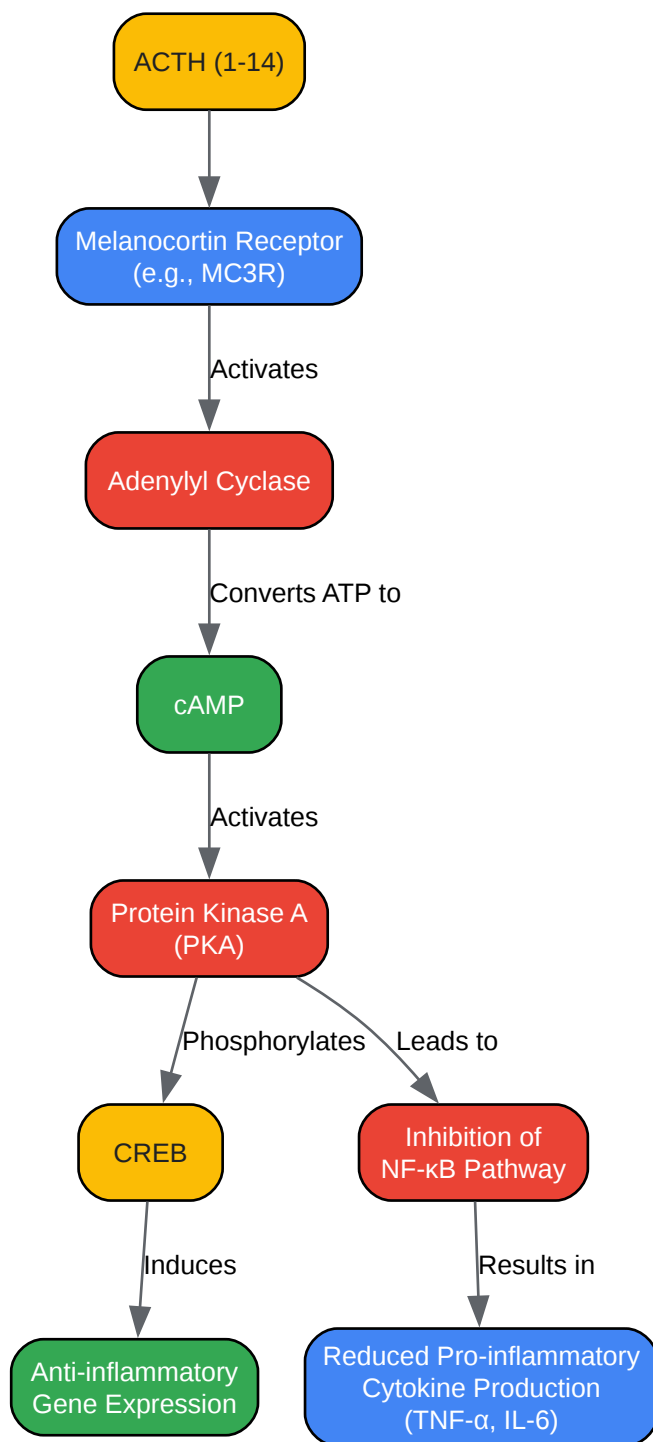 ACTH (1-14)
Melanocortin Receptor
(e.g., MC3R)
Activates
Adenylyl Cyclase
Converts ATP to
cAMP
Activates
Protein Kinase A
(PKA)
Phosphorylates
Leads to
CREB
Inhibition of
NF-κB Pathway
Induces
Results in
Anti-inflammatory
Gene Expression
Reduced Pro-inflammatory
Cytokine Production
(TNF-α, IL-6)